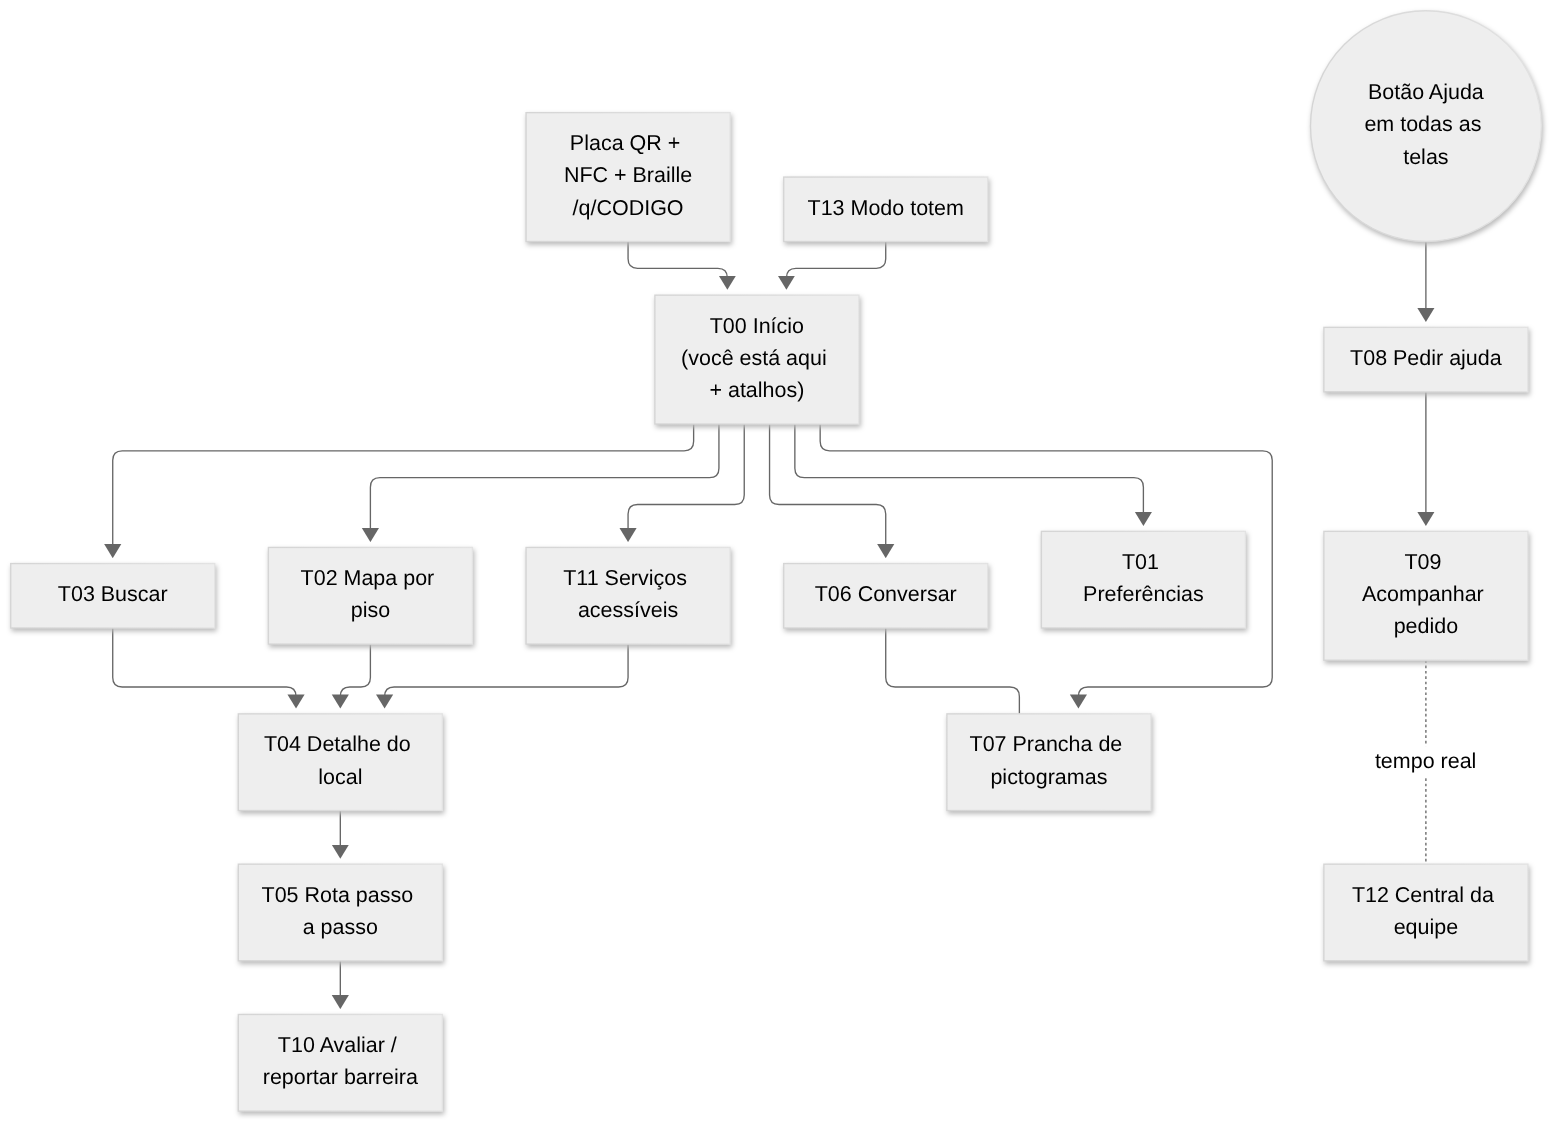 Botão Ajuda
em todas as
telas
Placa QR +
NFC + Braille
/q/CODIGO
T13 Modo totem
T00 Início
(você está aqui
+ atalhos)
T08 Pedir ajuda
T03 Buscar
T02 Mapa por
piso
T11 Serviços
acessíveis
T06 Conversar
T01
Preferências
T09
Acompanhar
pedido
T04 Detalhe do
local
T07 Prancha de
pictogramas
tempo real
T05 Rota passo
a passo
T12 Central da
equipe
T10 Avaliar /
reportar barreira